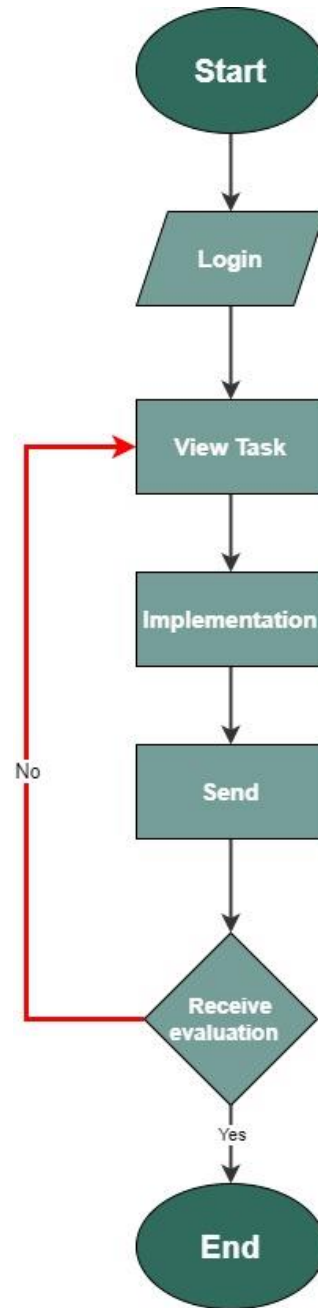 Start
Login
View Task
Implementation
Send
No
Receive
evaluation
Yes
End